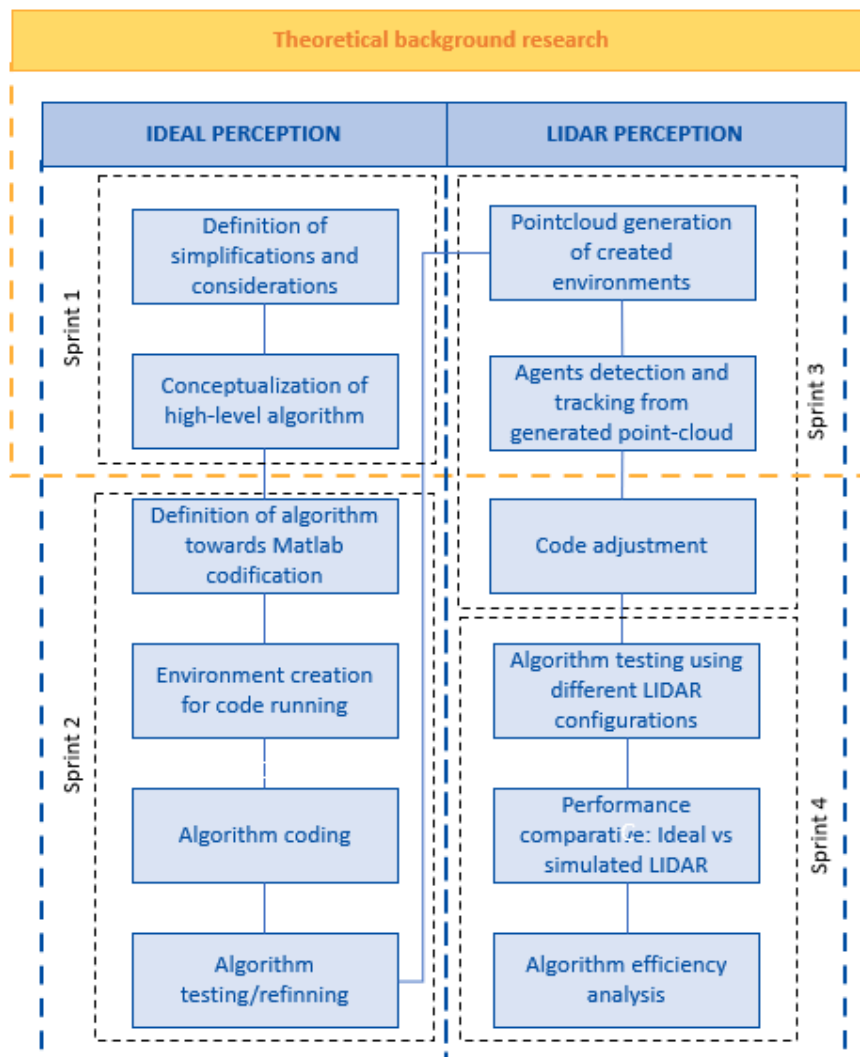 Theoretical background research
IDEAL PERCEPTION
LIDAR PERCEPTION
Sprint 1
Definition of
simplifications and
considerations
Conceptualization of
high-level algorithm
Sprint 2
Definition of algorithm
towards Matlab
codification
Environment creation
for code running
Algorithm coding
Algorithm
testing/refinning
Pointcloud generation
of created
environments
Agents detection and
tracking from
generated point-cloud
Code adjustment
Sprint 3
Algorithm testing using
different LIDAR
configurations
Performance
comparative: Ideal vs
simulated LIDAR
Algorithm efficiency
analysis
Sprint 4